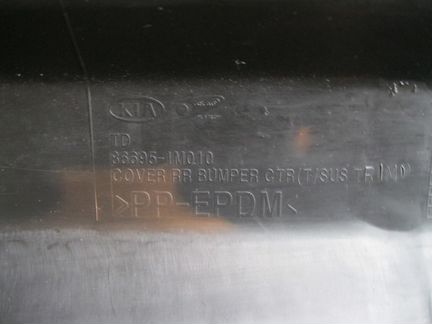 KIA
TD
86695-1M010
COVER RR BUMPER CTR(T/SUS TRIM)
>PP-EPDM<